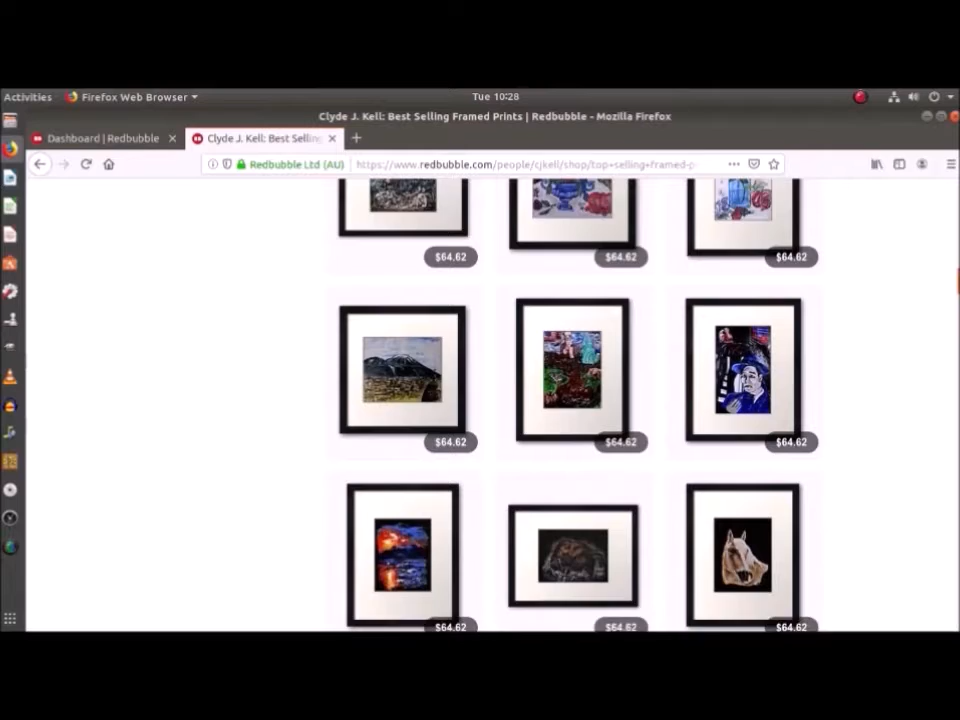 Activities Firefox Web Browser Tue 10:28
Clyde J. Kell: Best Selling Framed Prints | Redbubble - Mozilla Firefox
Dashboard | Redbubble Clyde J. Kell: Best Selling
Redbubble Ltd (AU) https://www.redbubble.com/people/cjkell/shop/top+selling+framed-p
$64.62 $64.62 $64.62
$64.62 $64.62 $64.62
$64.62 $64.62 $64.62